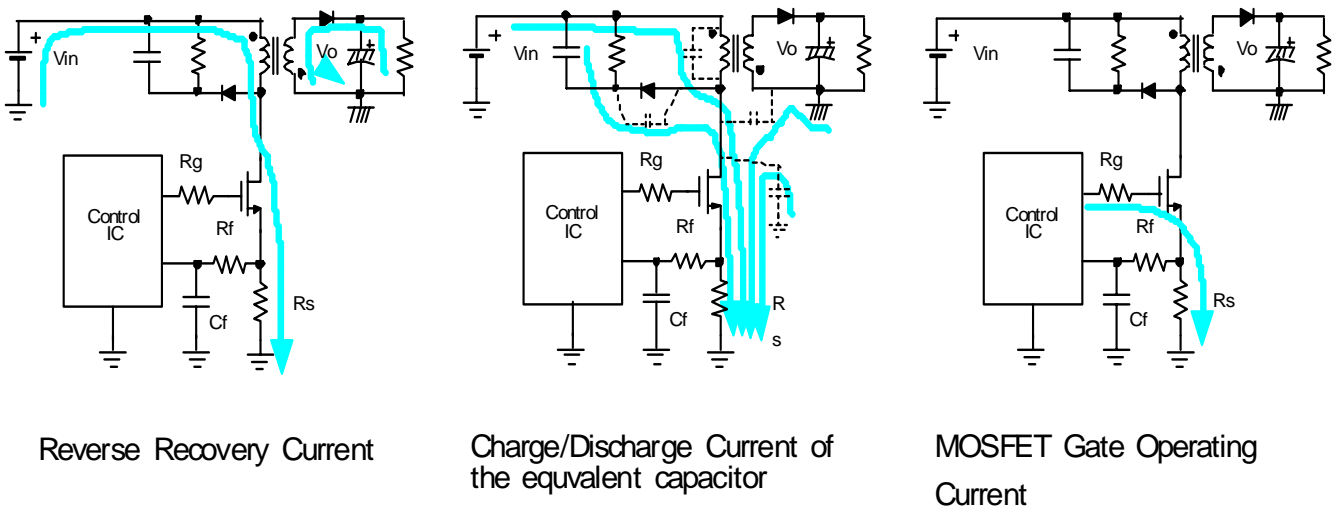 +
Vin
Vo
+
Rg
Control
IC
Rf
Rs
Cf
Reverse Recovery Current
+
Vin
Vo
+
Rg
Control
IC
Rf
R
s
Cf
Charge/Discharge Current of
the equvalent capacitor
+
Vin
Vo
+
Rg
Control
IC
Rf
Rs
Cf
MOSFET Gate Operating
Current